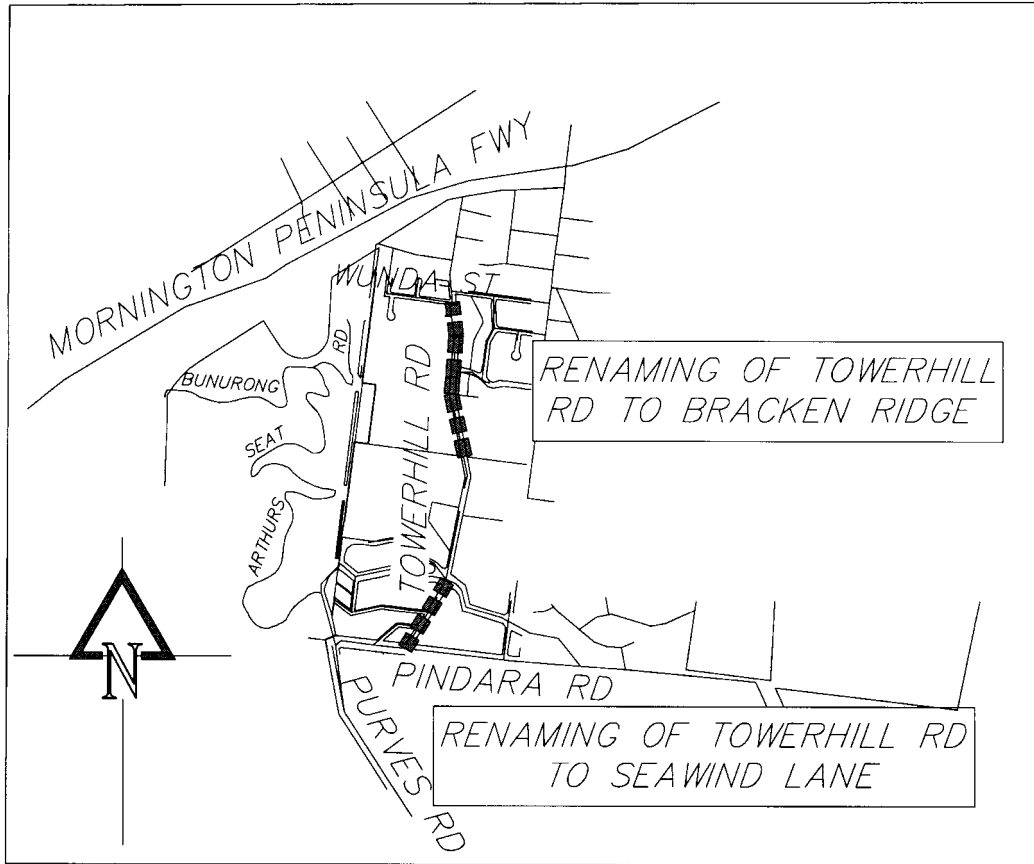 MORNINGTON PENINSULA FWY
WUNDA ST
BUNURONG
RD
TOWERHILL RD
RENAMING OF TOWERHILL
RD TO BRACKEN RIDGE
SEAT
ARTHURS
N
PINDARA RD
PURVES RD
RENAMING OF TOWERHILL RD
TO SEAWIND LANE